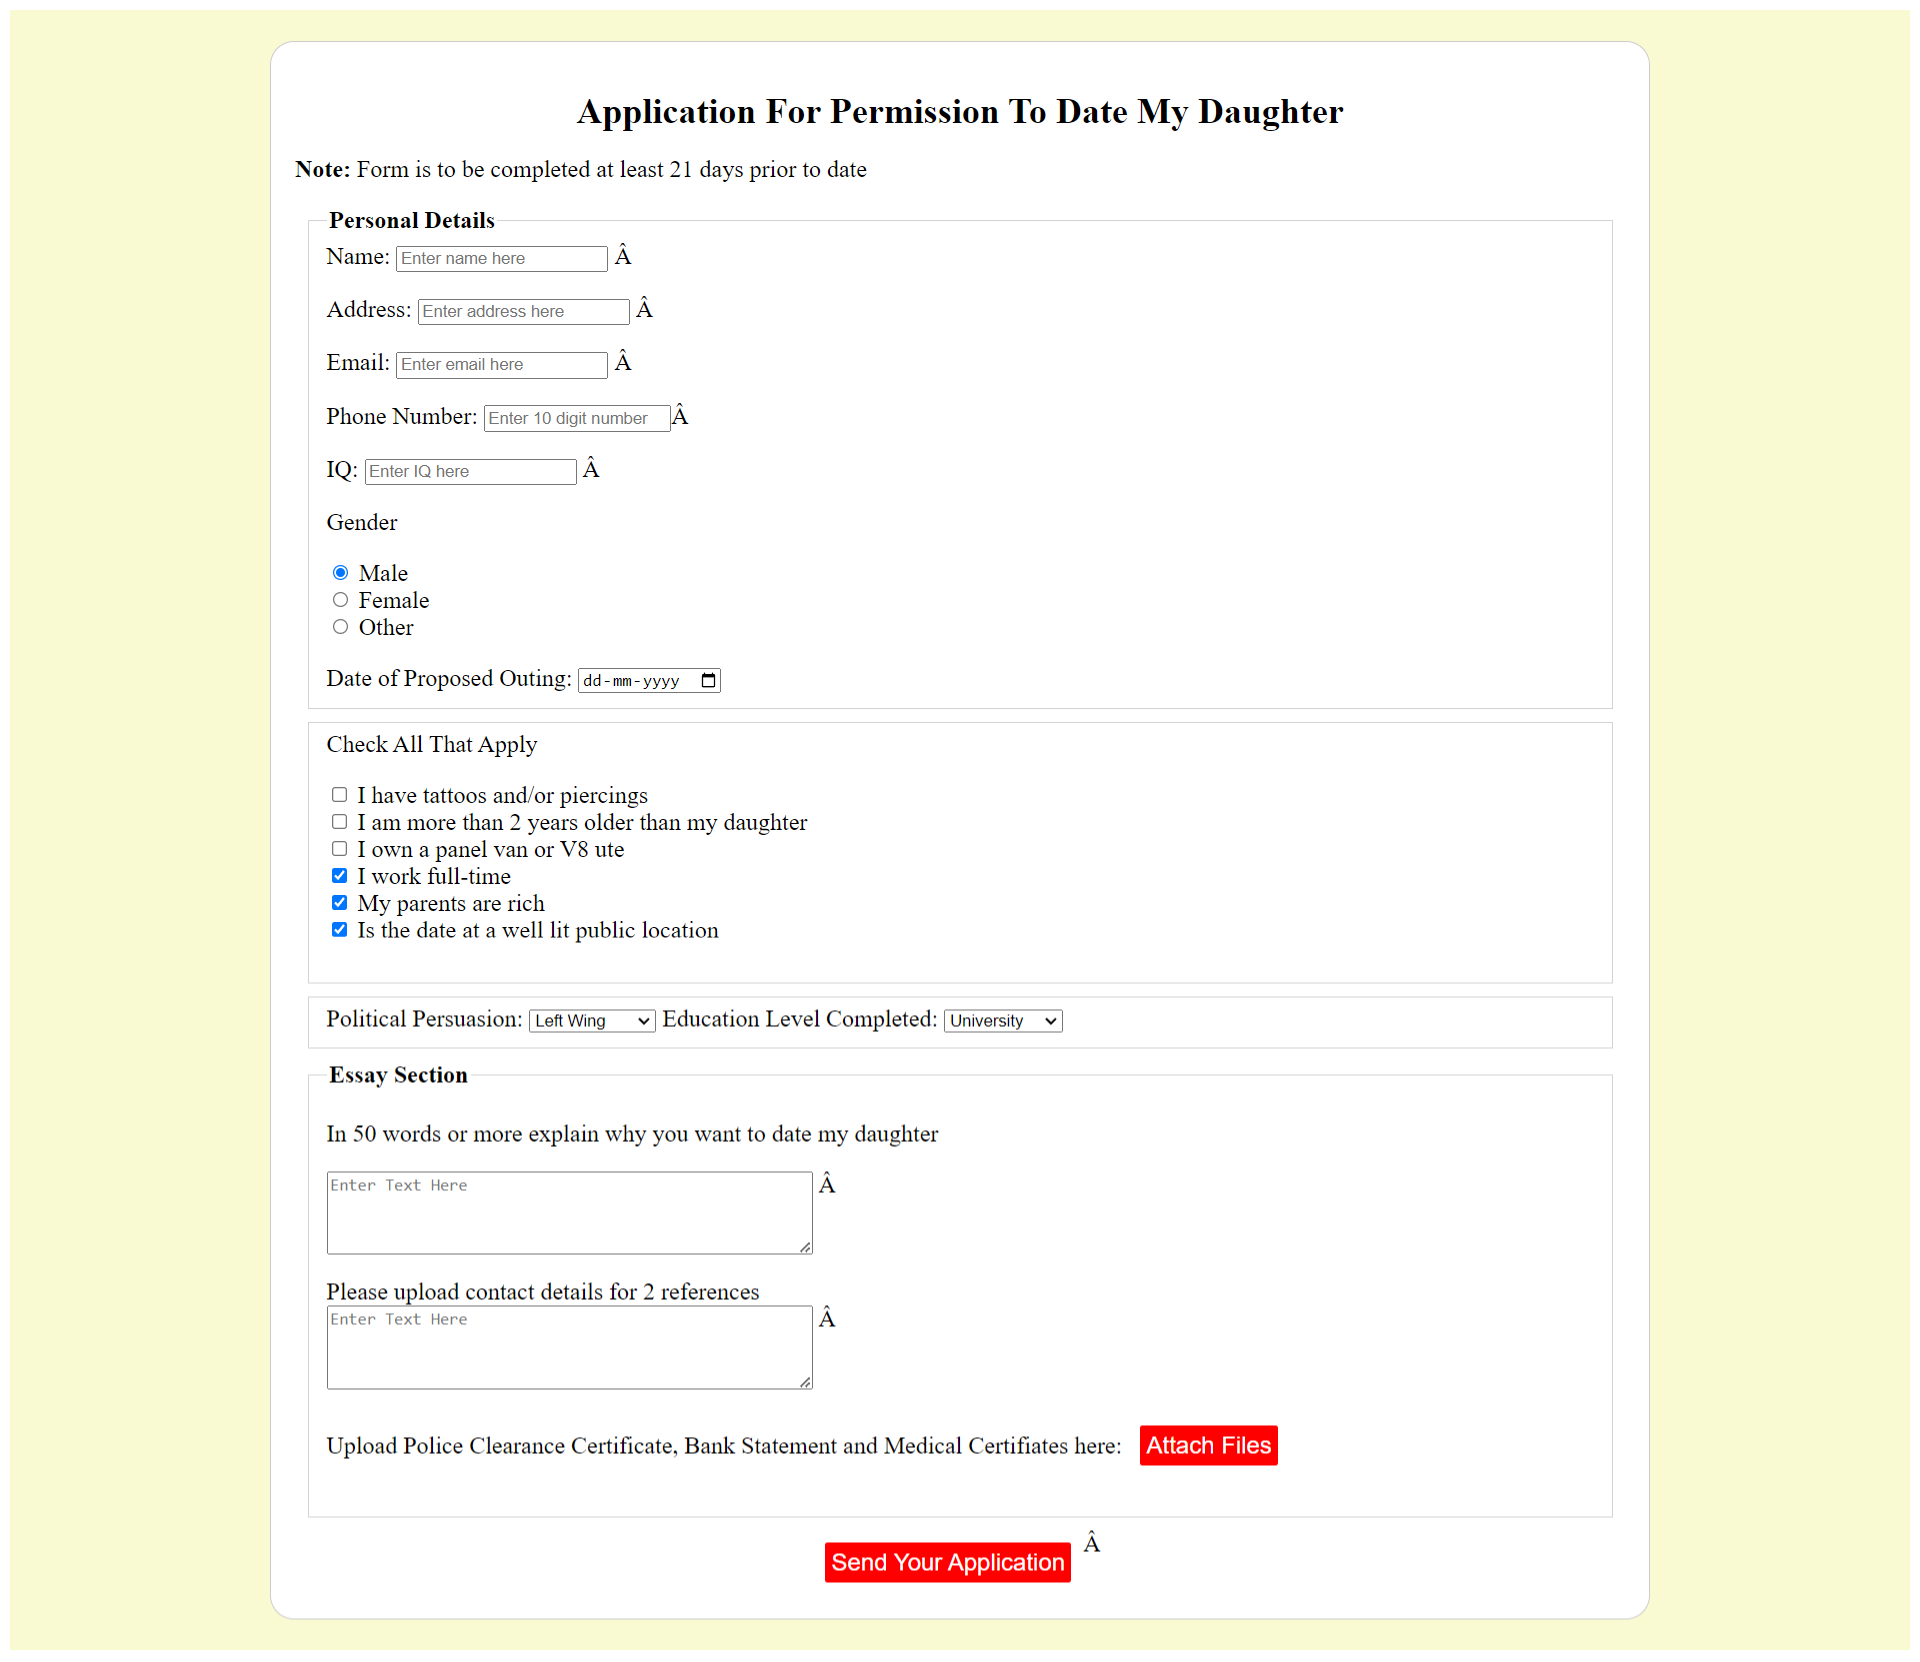 Application For Permission To Date My Daughter
Note: Form is to be completed at least 21 days prior to date
Personal Details
Name: Enter name here Â
Address: Enter address here Â
Email: Enter email here Â
Phone Number: Enter 10 digit number Â
IQ: Enter IQ here Â
Gender
Male
Female
Other
Date of Proposed Outing: dd-mm-yyyy
Check All That Apply
I have tattoos and/or piercings
I am more than 2 years older than my daughter
I own a panel van or V8 ute
I work full-time
My parents are rich
Is the date at a well lit public location
Political Persuasion: Left Wing Education Level Completed: University
Essay Section
In 50 words or more explain why you want to date my daughter
Enter Text Here Â
Please upload contact details for 2 references
Enter Text Here Â
Upload Police Clearance Certificate, Bank Statement and Medical Certifiates here: Attach Files
Send Your Application Â